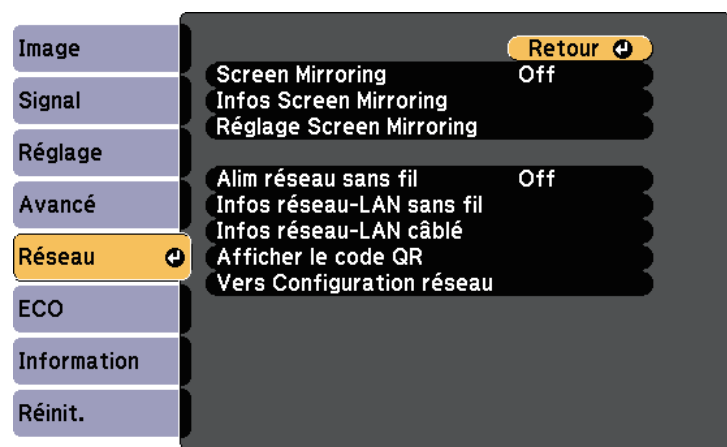 Image
Signal
Réglage
Avancé
Réseau
ECO
Information
Réinit.
Retour
Screen Mirroring Off
Infos Screen Mirroring
Réglage Screen Mirroring
Alim réseau sans fil Off
Infos réseau-LAN sans fil
Infos réseau-LAN câblé
Afficher le code QR
Vers Configuration réseau